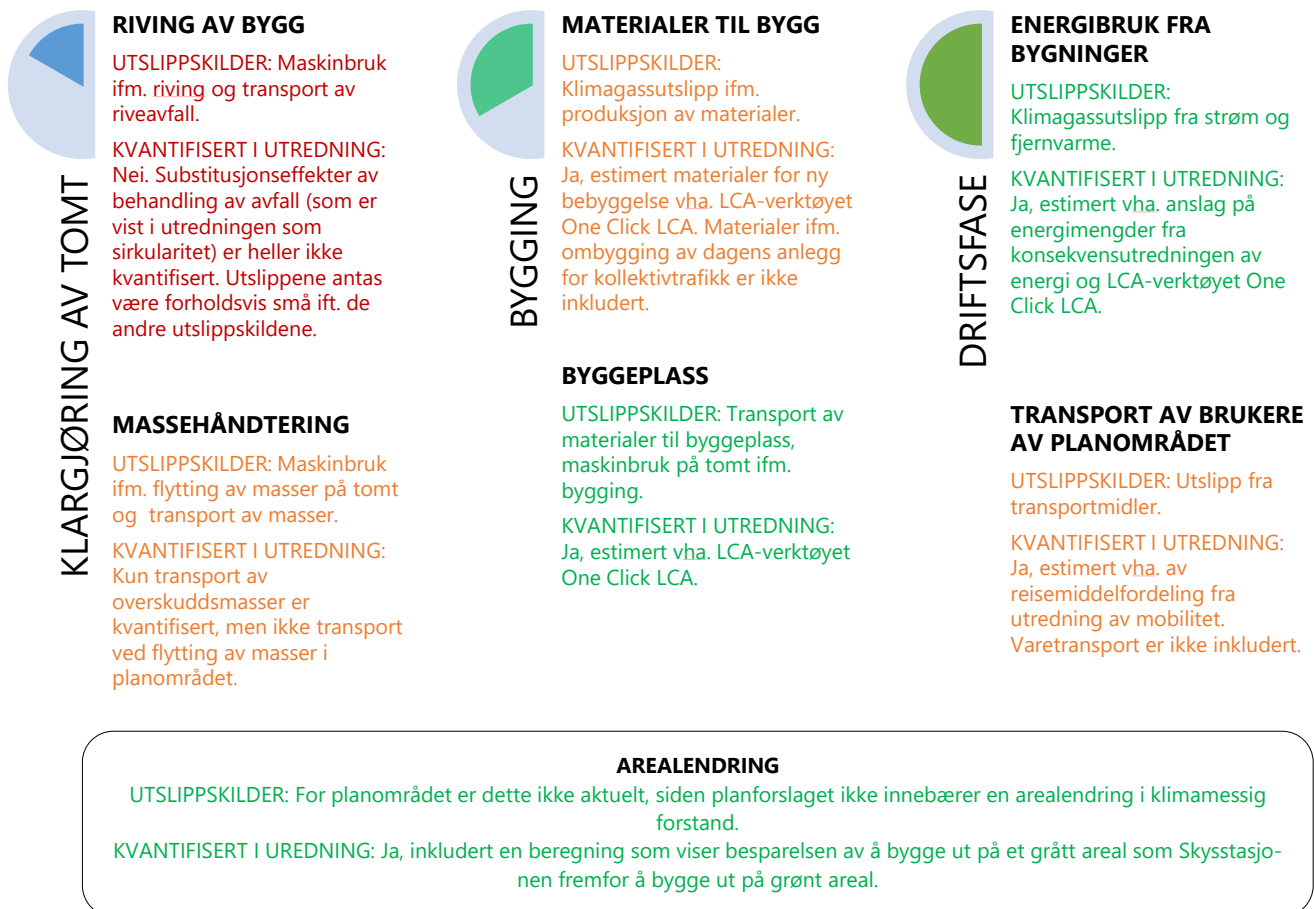 KLARGJØRING AV TOMT
RIVING AV BYGG
UTSLIPPSKILDER: Maskinbruk
ifm. riving og transport av
riveavfall.
KVANTIFISERT I UTREDNING:
Nei. Substitusjonseffekter av
behandling av avfall (som er
vist i utredningen som
sirkularitet) er heller ikke
kvantifisert. Utslippene antas
være forholdsvis små ift. de
andre utslippskildene.
MASSEHÅNDTERING
UTSLIPPSKILDER: Maskinbruk
ifm. flytting av masser på tomt
og  transport av masser.
KVANTIFISERT I UTREDNING:
Kun transport av
overskuddsmasser er
kvantifisert, men ikke transport
ved flytting av masser i
planområdet.
BYGGING
MATERIALER TIL BYGG
UTSLIPPSKILDER:
Klimagassutslipp ifm.
produksjon av materialer.
KVANTIFISERT I UTREDNING:
Ja, estimert materialer for ny
bebyggelse vha. LCA-verktøyet
One Click LCA. Materialer ifm.
ombygging av dagens anlegg
for kollektivtrafikk er ikke
inkludert.
BYGGEPLASS
UTSLIPPSKILDER: Transport av
materialer til byggeplass,
maskinbruk på tomt ifm.
bygging.
KVANTIFISERT I UTREDNING:
Ja, estimert vha. LCA-verktøyet
One Click LCA.
DRIFTSFASE
ENERGIBRUK FRA
BYGNINGER
UTSLIPPSKILDER:
Klimagassutslipp fra strøm og
fjernvarme.
KVANTIFISERT I UTREDNING:
Ja, estimert vha. anslag på
energimengder fra
konsekvensutredningen av
energi og LCA-verktøyet One
Click LCA.
TRANSPORT AV BRUKERE
AV PLANOMRÅDET
UTSLIPPSKILDER: Utslipp fra
transportmidler.
KVANTIFISERT I UTREDNING:
Ja, estimert vha. av
reisemiddelfordeling fra
utredning av mobilitet.
Varetransport er ikke inkludert.
AREALENDRING
UTSLIPPSKILDER: For planområdet er dette ikke aktuelt, siden planforslaget ikke innebærer en arealendring i klimamessig
forstand.
KVANTIFISERT I UREDNING: Ja, inkludert en beregning som viser besparelsen av å bygge ut på et grått areal som Skysstasjo-
nen fremfor å bygge ut på grønt areal.